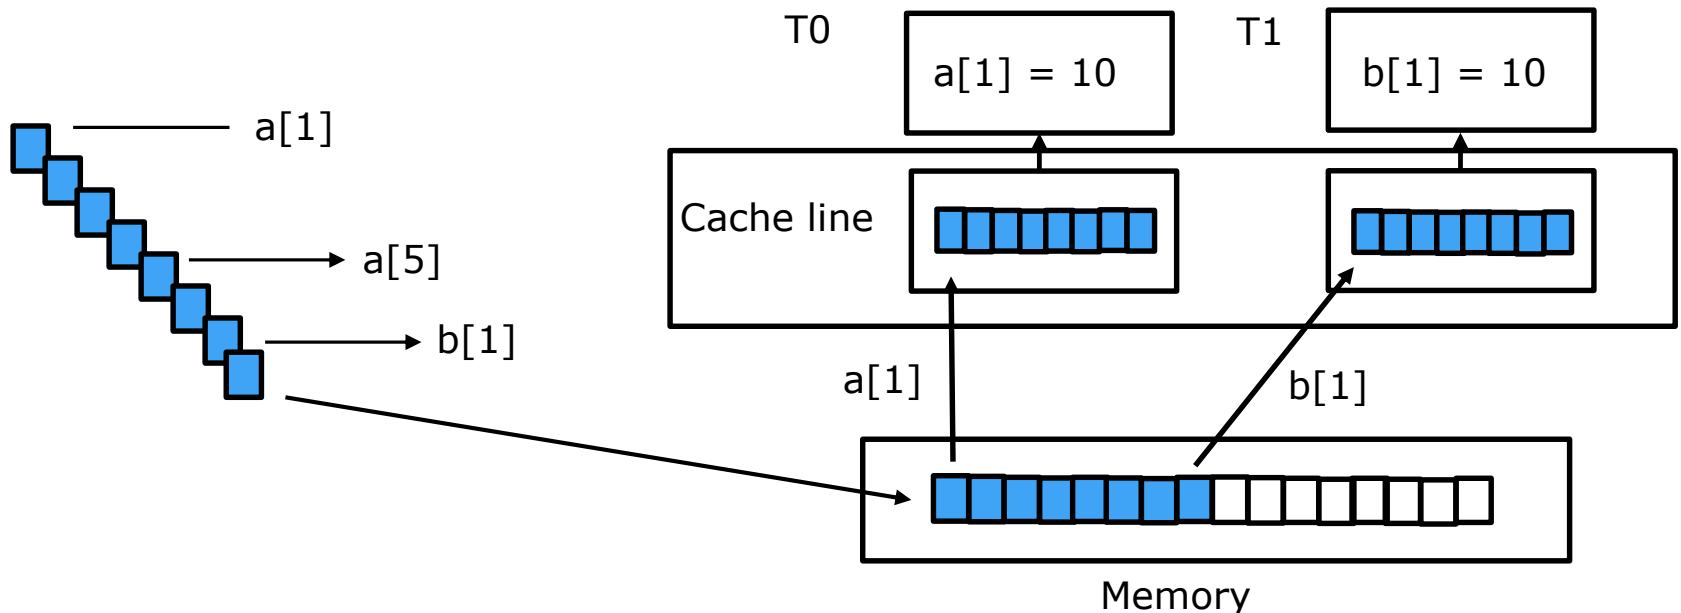 T0
T1
a[1] = 10
b[1] = 10
a[1]
Cache line
a[5]
b[1]
a[1]
b[1]
Memory